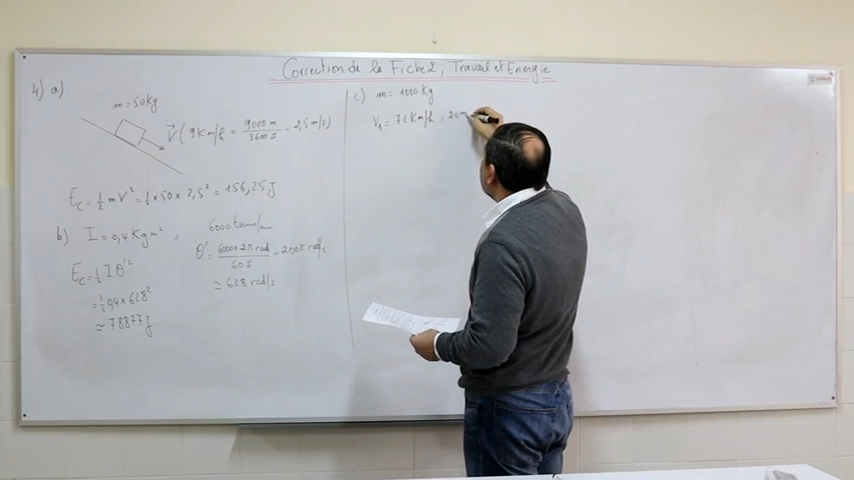 Correction de la Fiche 2, Travail et Energie
USAID
4) a)
m = 50 Kg
V⃗ ( 9 Km/h = 9000 m / 3600 s = 2,5 m/s)
Ec = 1/2 m V² = 1/2 × 50 × 2,5² = 156,25 J
b) I = 0,4 Kg m² , 6000 tours/min
θ' = 6000 × 2π rad / 60 s = 200π rad/s
≃ 628 rad/s
Ec = 1/2 I θ'²
= 1/2 0,4 × 628²
≃ 78877 J
c) m = 1000 Kg
V₁ = 72 Km/h = 20 m